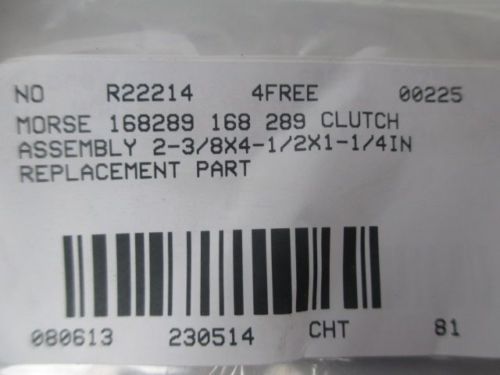 NO R22214 4FREE 00225
MORSE 168289 168 289 CLUTCH
ASSEMBLY 2-3/8X4-1/2X1-1/4IN
REPLACEMENT PART
080613 230514 CHT 81